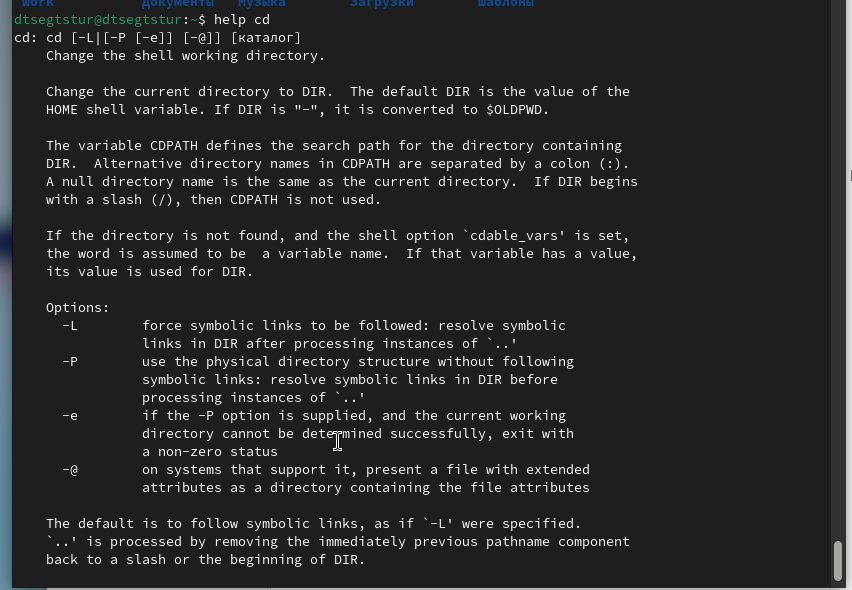 work Документы Музыка Загрузки Шаблоны
dtsegtstur@dtsegtstur:~$ help cd
cd: cd [-L|[-P [-e]] [-@]] [каталог]
    Change the shell working directory.

    Change the current directory to DIR.  The default DIR is the value of the
    HOME shell variable. If DIR is "-", it is converted to $OLDPWD.

    The variable CDPATH defines the search path for the directory containing
    DIR.  Alternative directory names in CDPATH are separated by a colon (:).
    A null directory name is the same as the current directory.  If DIR begins
    with a slash (/), then CDPATH is not used.

    If the directory is not found, and the shell option `cdable_vars' is set,
    the word is assumed to be  a variable name.  If that variable has a value,
    its value is used for DIR.

    Options:
      -L        force symbolic links to be followed: resolve symbolic
                links in DIR after processing instances of `..'
      -P        use the physical directory structure without following
                symbolic links: resolve symbolic links in DIR before
                processing instances of `..'
      -e        if the -P option is supplied, and the current working
                directory cannot be determined successfully, exit with
                a non-zero status
      -@        on systems that support it, present a file with extended
                attributes as a directory containing the file attributes

    The default is to follow symbolic links, as if `-L' were specified.
    `..' is processed by removing the immediately previous pathname component
    back to a slash or the beginning of DIR.